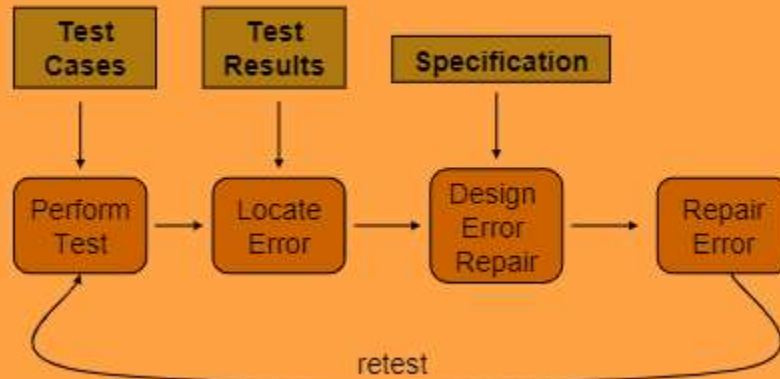 Test
Cases
Test
Results
Specification
Perform
Test
Locate
Error
Design
Error
Repair
Repair
Error
retest